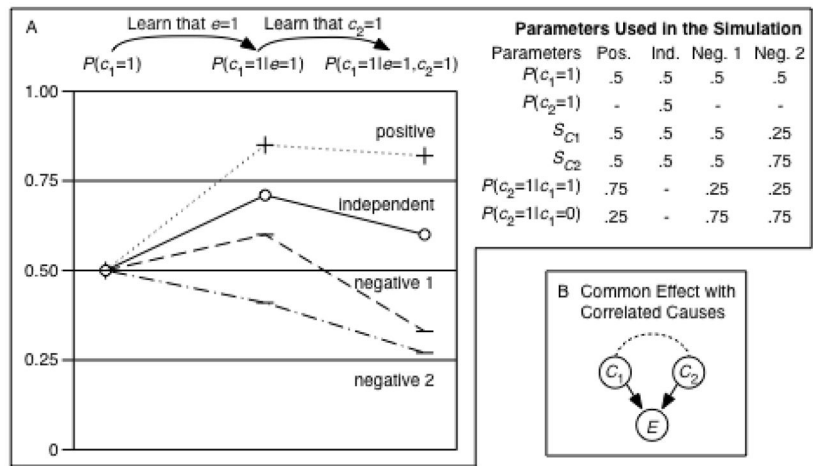 A
Learn that e=1 Learn that c2=1
P(c1=1) P(c1=1|e=1) P(c1=1|e=1,c2=1)
1.00
positive
0.75
independent
0.50
negative 1
0.25
negative 2
0
Parameters Used in the Simulation
Parameters Pos. Ind. Neg. 1 Neg. 2
P(c1=1) .5 .5 .5 .5
P(c2=1) - .5 - -
SC1 .5 .5 .5 .25
SC2 .5 .5 .5 .75
P(c2=1|c1=1) .75 - .25 .25
P(c2=1|c1=0) .25 - .75 .75
B Common Effect with
Correlated Causes
C1 C2
E